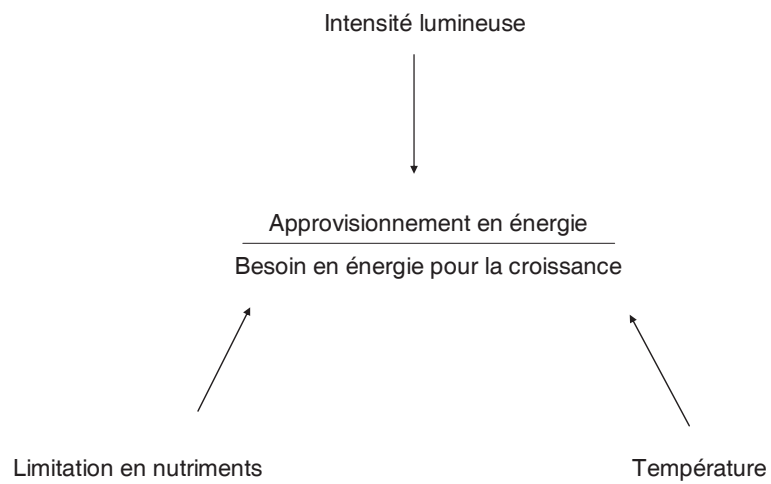 Intensité lumineuse
Approvisionnement en énergie
Besoin en énergie pour la croissance
Limitation en nutriments
Température